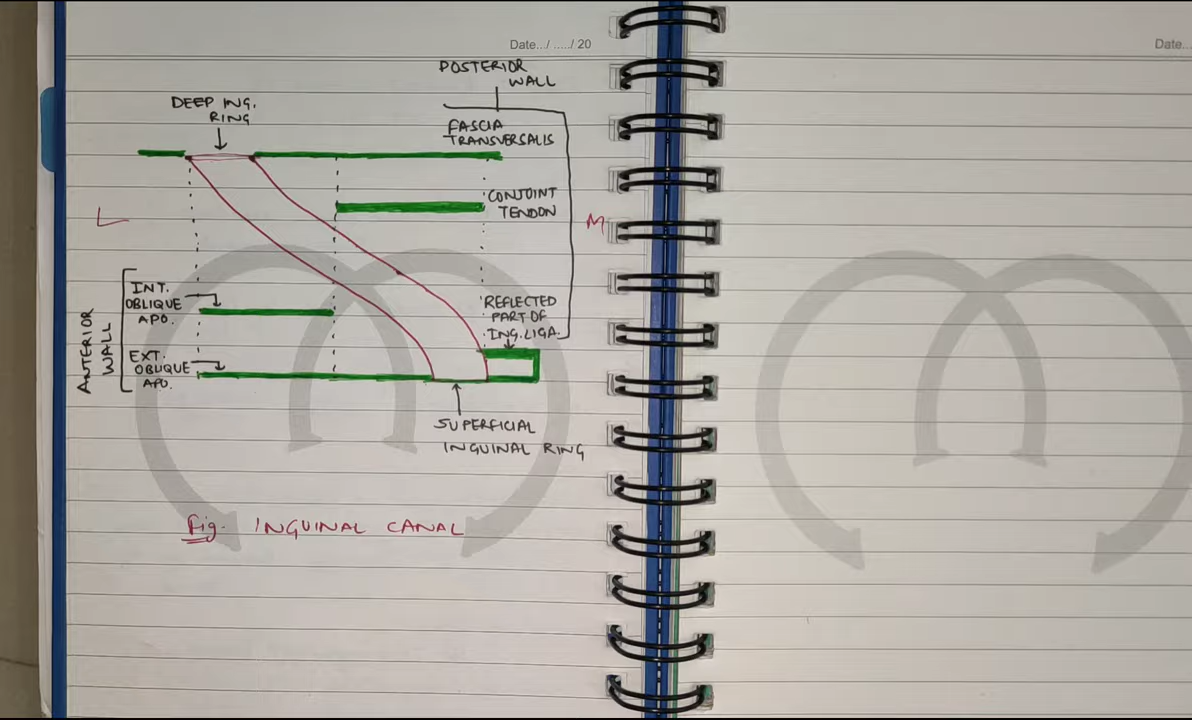 Date.../ ...../ 20
Date...
POSTERIOR
WALL
DEEP ING.
RING
FASCIA
TRANSVERSALIS
CONJOINT
TENDON
L
M
INT.
OBLIQUE
APO.
REFLECTED
PART OF
ING. LIGA.
ANTERIOR
WALL
EXT.
OBLIQUE
APO.
SUPERFICIAL
INGUINAL RING
Fig. INGUINAL CANAL